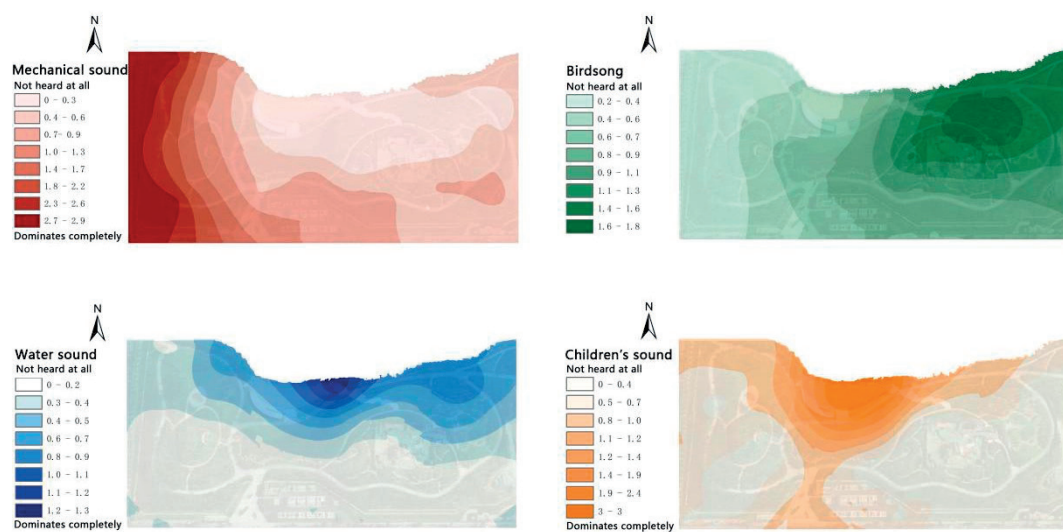 N
Mechanical sound
Not heard at all
0 - 0.3
0.4 - 0.6
0.7- 0.9
1.0 - 1.3
1.4 - 1.7
1.8 - 2.2
2.3 - 2.6
2.7 - 2.9
Dominates completely
N
Birdsong
Not heard at all
0.2 - 0.4
0.4 - 0.6
0.6 - 0.7
0.8 - 0.9
0.9 - 1.1
1.1 - 1.3
1.4 - 1.6
1.6 - 1.8
Dominates completely
N
Water sound
Not heard at all
0 - 0.2
0.3 - 0.4
0.4 - 0.5
0.6 - 0.7
0.8 - 0.9
1.0 - 1.1
1.1 - 1.2
1.2 - 1.3
Dominates completely
N
Children's sound
Not heard at all
0 - 0.4
0.5 - 0.7
0.8 - 1.0
1.1 - 1.2
1.2 - 1.4
1.4 - 1.9
1.9 - 2.4
3 - 3
Dominates completely